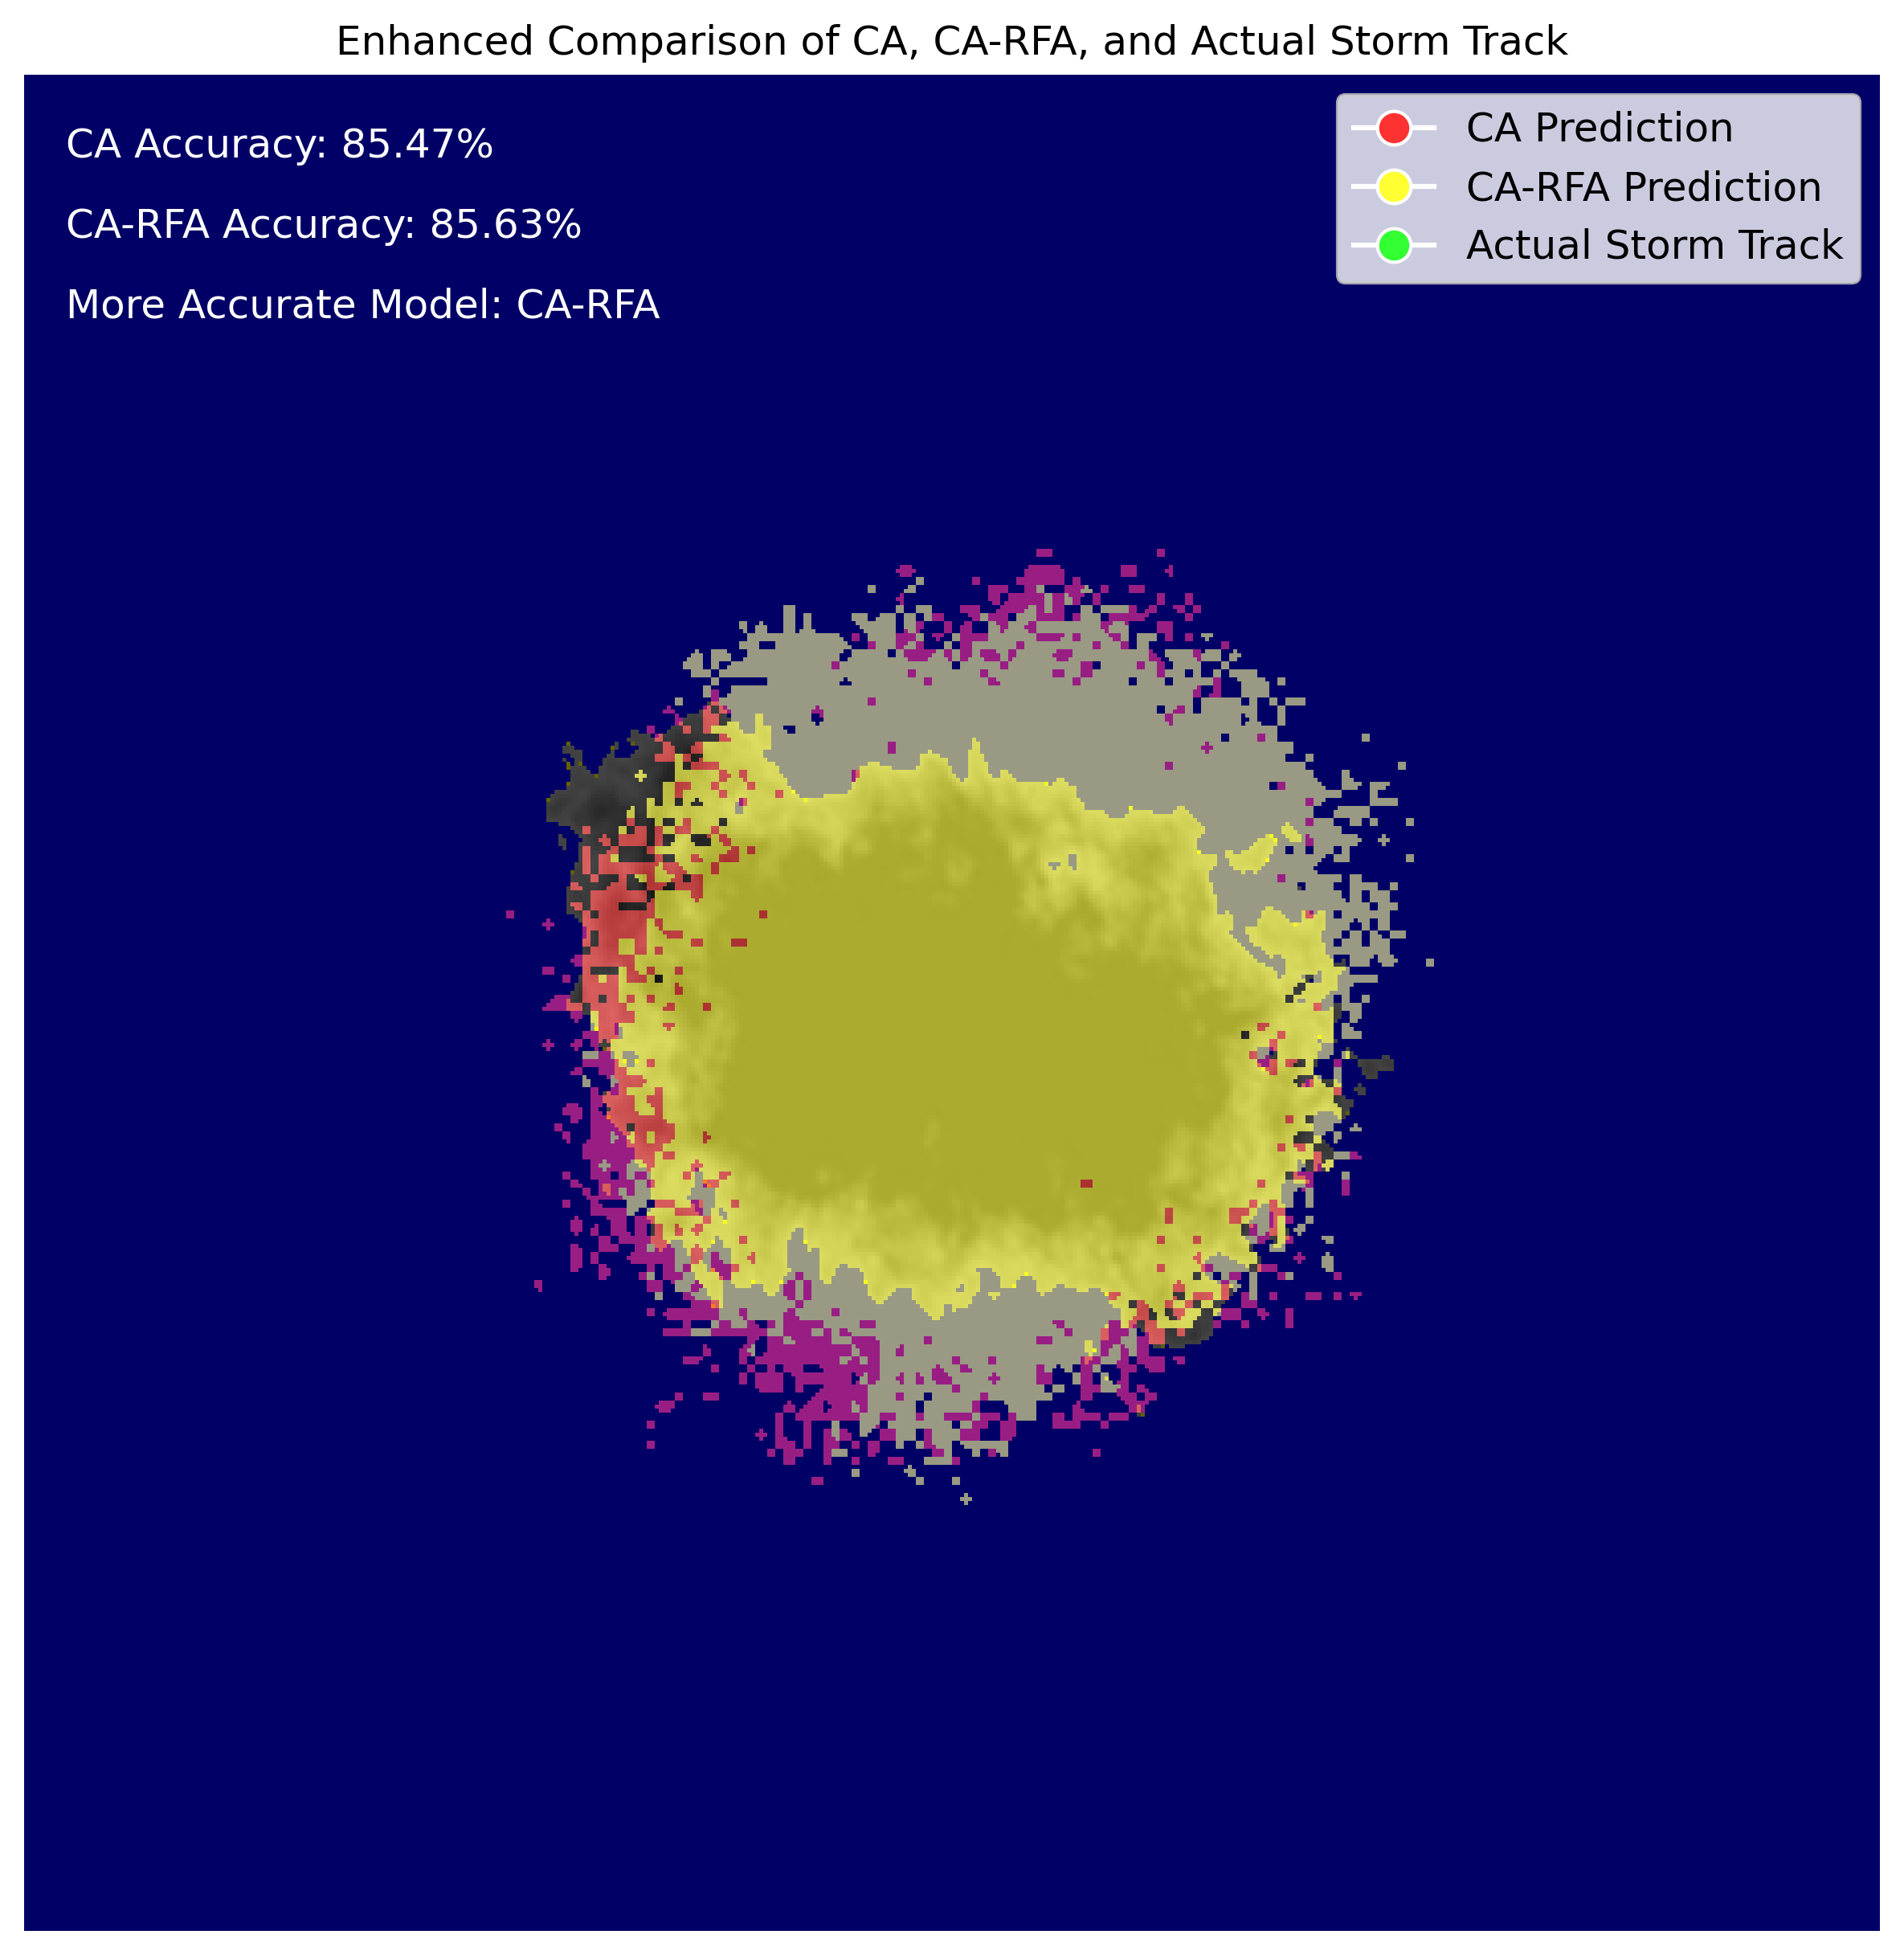 Enhanced Comparison of CA, CA-RFA, and Actual Storm Track
CA Accuracy: 85.47%
CA-RFA Accuracy: 85.63%
More Accurate Model: CA-RFA
CA Prediction
CA-RFA Prediction
Actual Storm Track